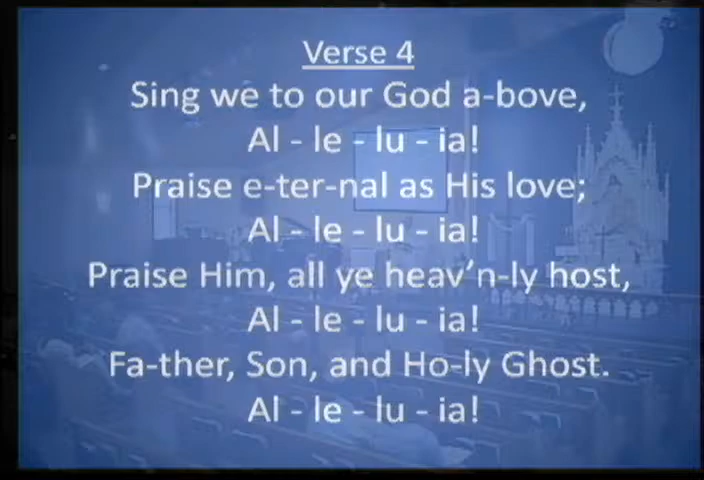 Verse 4
Sing we to our God a-bove,
Al - le - lu - ia!
Praise e-ter-nal as His love;
Al - le - lu - ia!
Praise Him, all ye heav’n-ly host,
Al - le - lu - ia!
Fa-ther, Son, and Ho-ly Ghost.
Al - le - lu - ia!